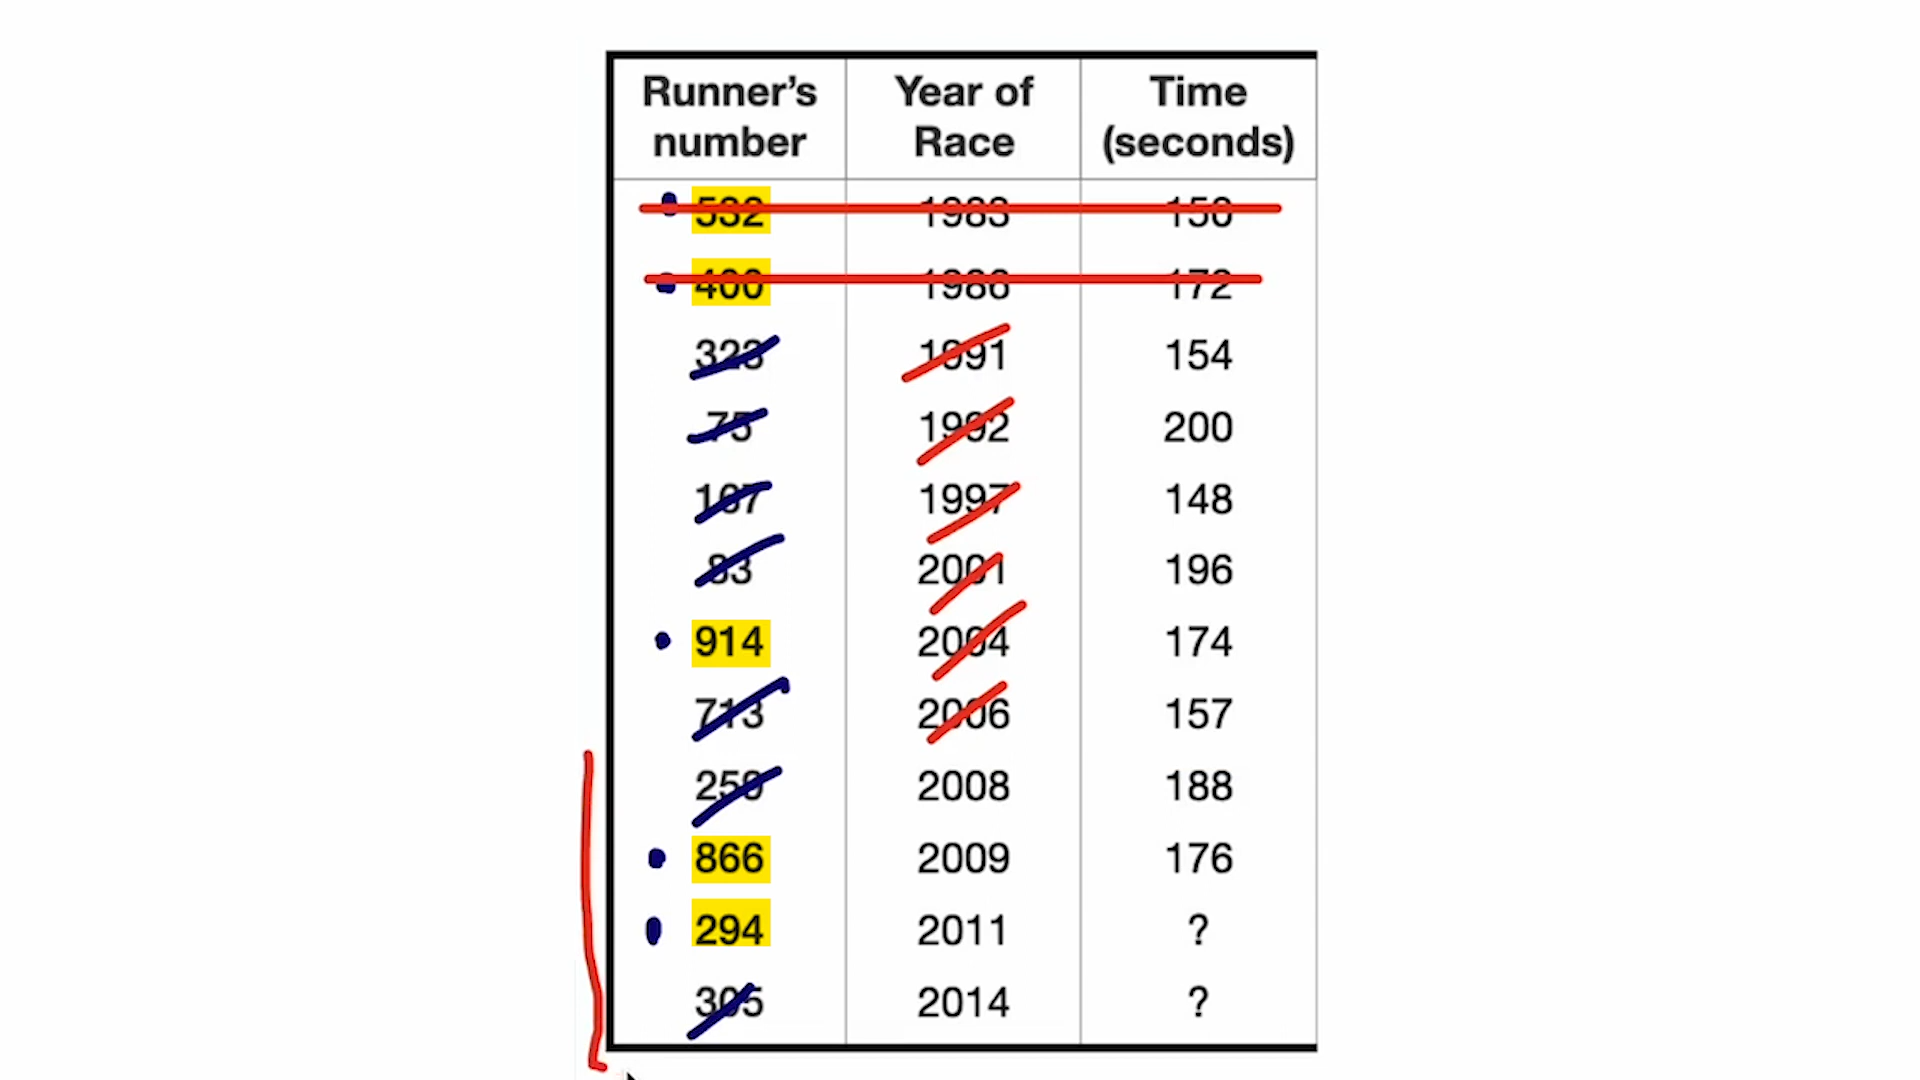 Runner's number Year of Race Time (seconds)
532 1983 150
400 1986 172
323 1991 154
75 1992 200
167 1997 148
83 2001 196
914 2004 174
713 2006 157
259 2008 188
866 2009 176
294 2011 ?
305 2014 ?